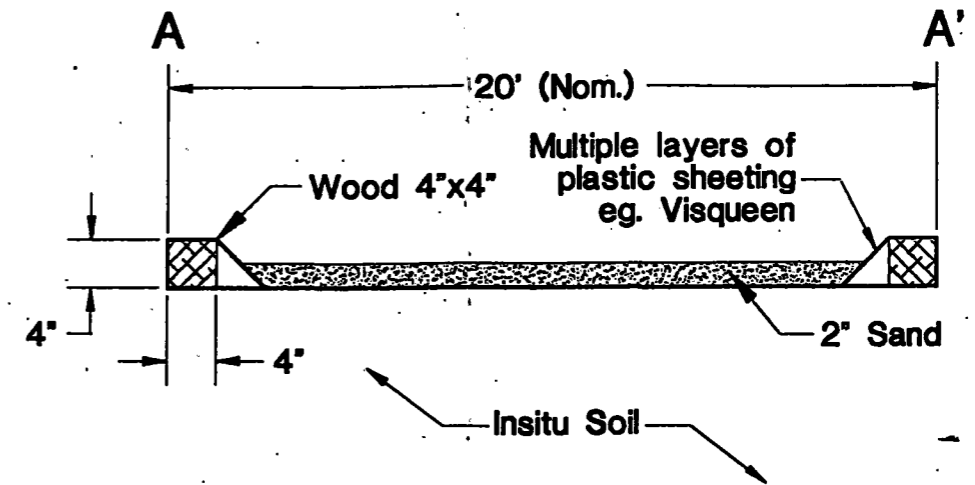 A
A'
20' (Nom.)
Multiple layers of
plastic sheeting
eg. Visqueen
Wood 4"x4"
4"
4"
2" Sand
Insitu Soil